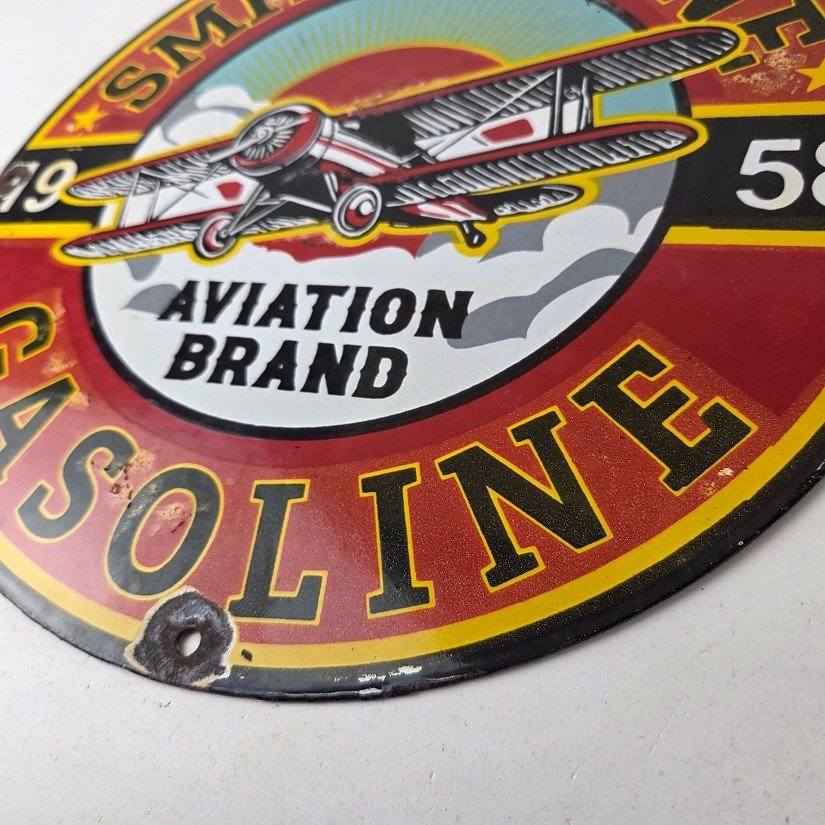 19
58
AVIATION
BRAND
GASOLINE